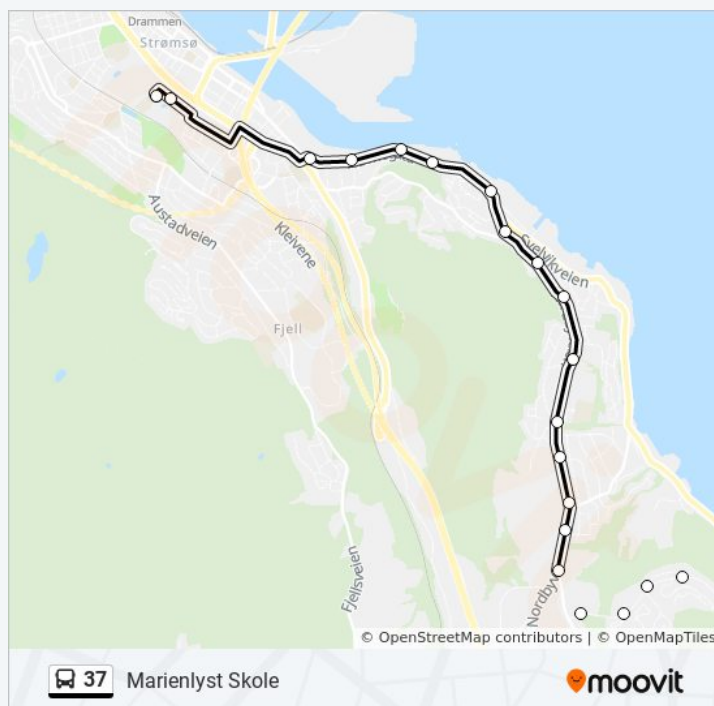 Drammen
Strømsø
Austadveien
Kleivene
Svelvikveien
Fjell
Fjellsveien
Nordbyv
© OpenStreetMap contributors | © OpenMapTiles
37 Marienlyst Skole
moovit